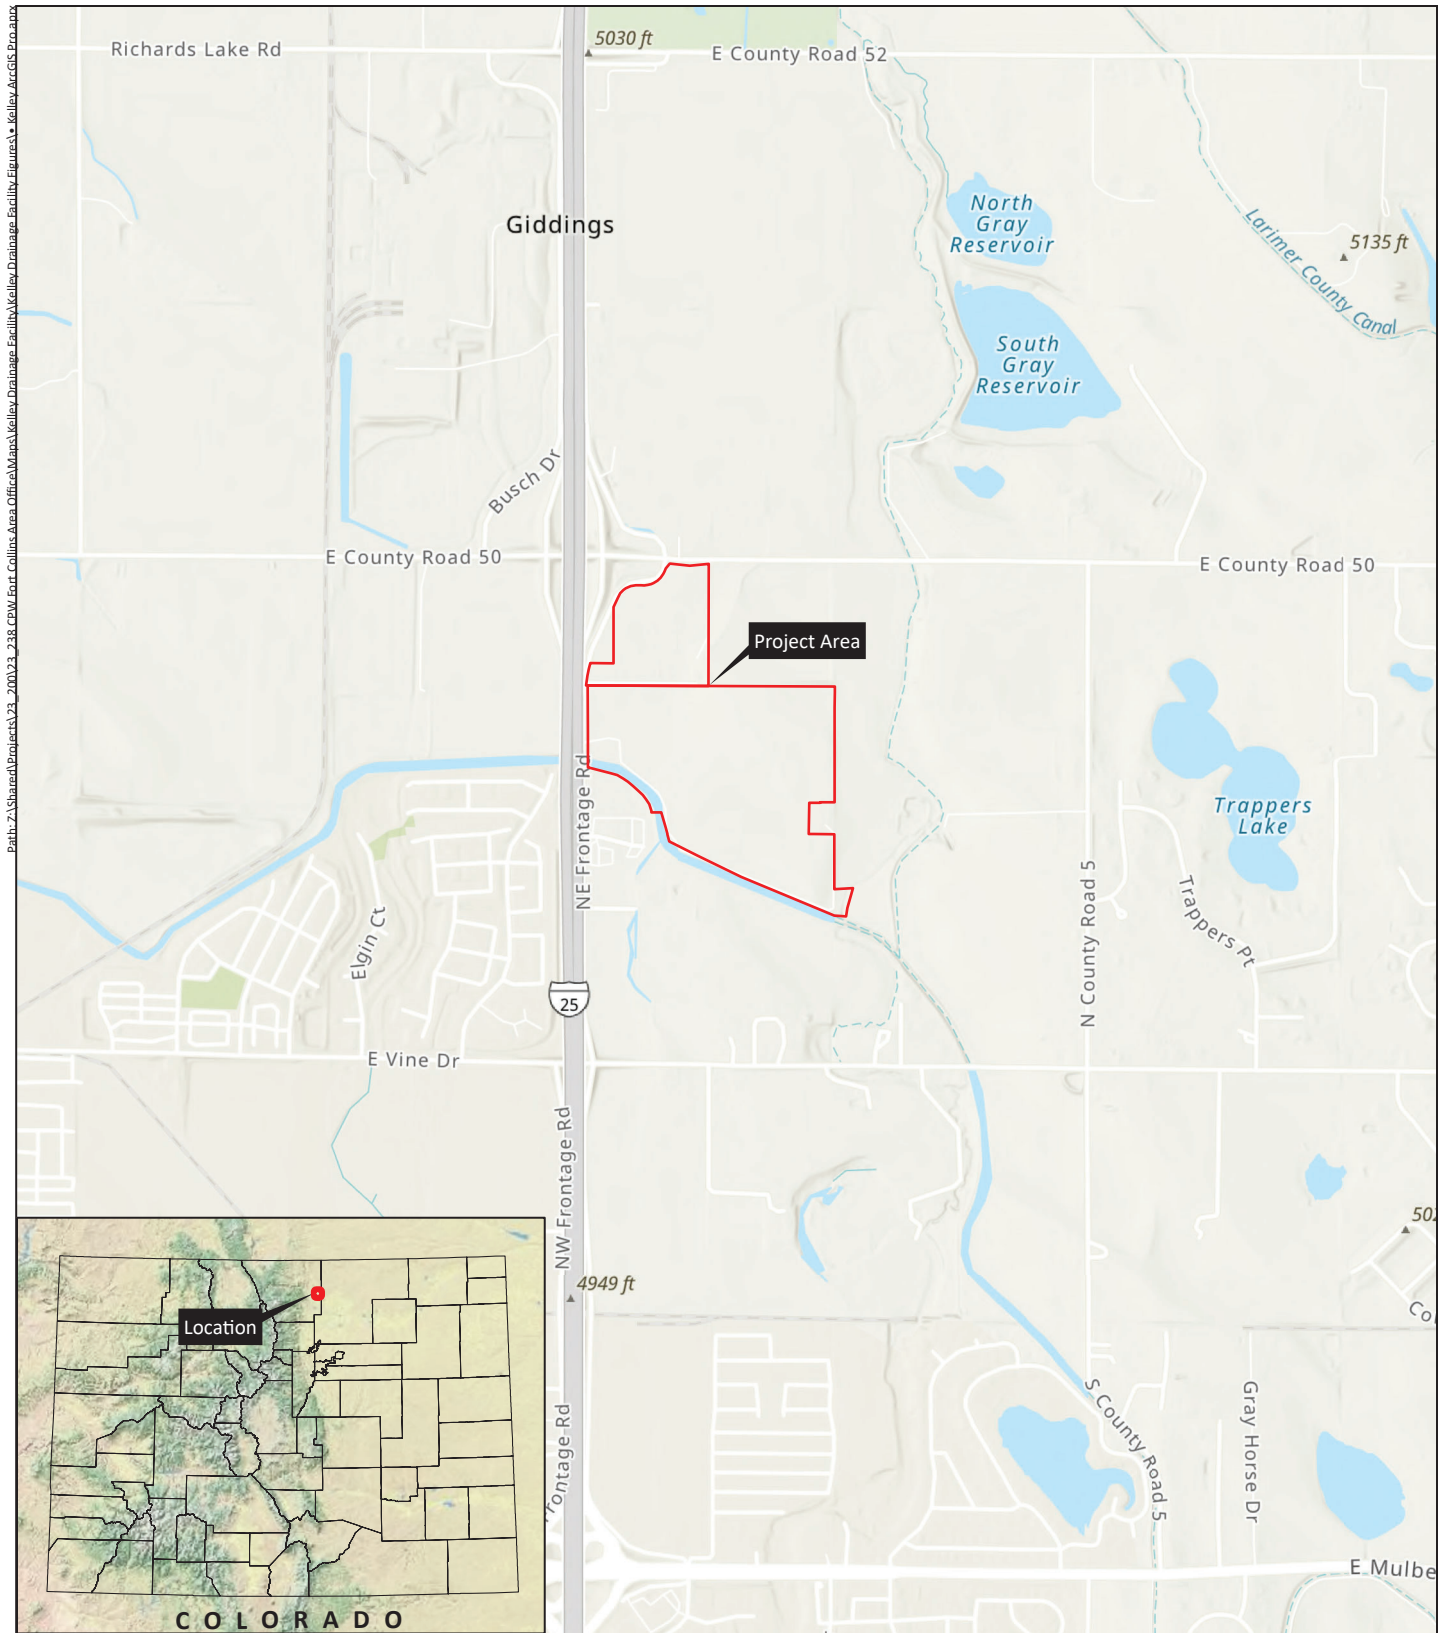 Path: Z:\Shared\Projects\23_200\23_238 CPW Fort Collins Area Office\Maps\Kelley Drainage Facility\Kelley Drainage Facility Figures\• Kelley ArcGIS Pro.aprx
Richards Lake Rd
5030 ft
E County Road 52
Giddings
North
Gray
Reservoir
Larimer County Canal
5135 ft
South
Gray
Reservoir
Busch Dr
E County Road 50
E County Road 50
Project Area
NE Frontage Rd
Trappers
Lake
N County Road 5
Trappers Pt
Elgin Ct
25
E Vine Dr
NW Frontage Rd
4949 ft
Location
COLORADO
S County Road 5
Gray Horse Dr